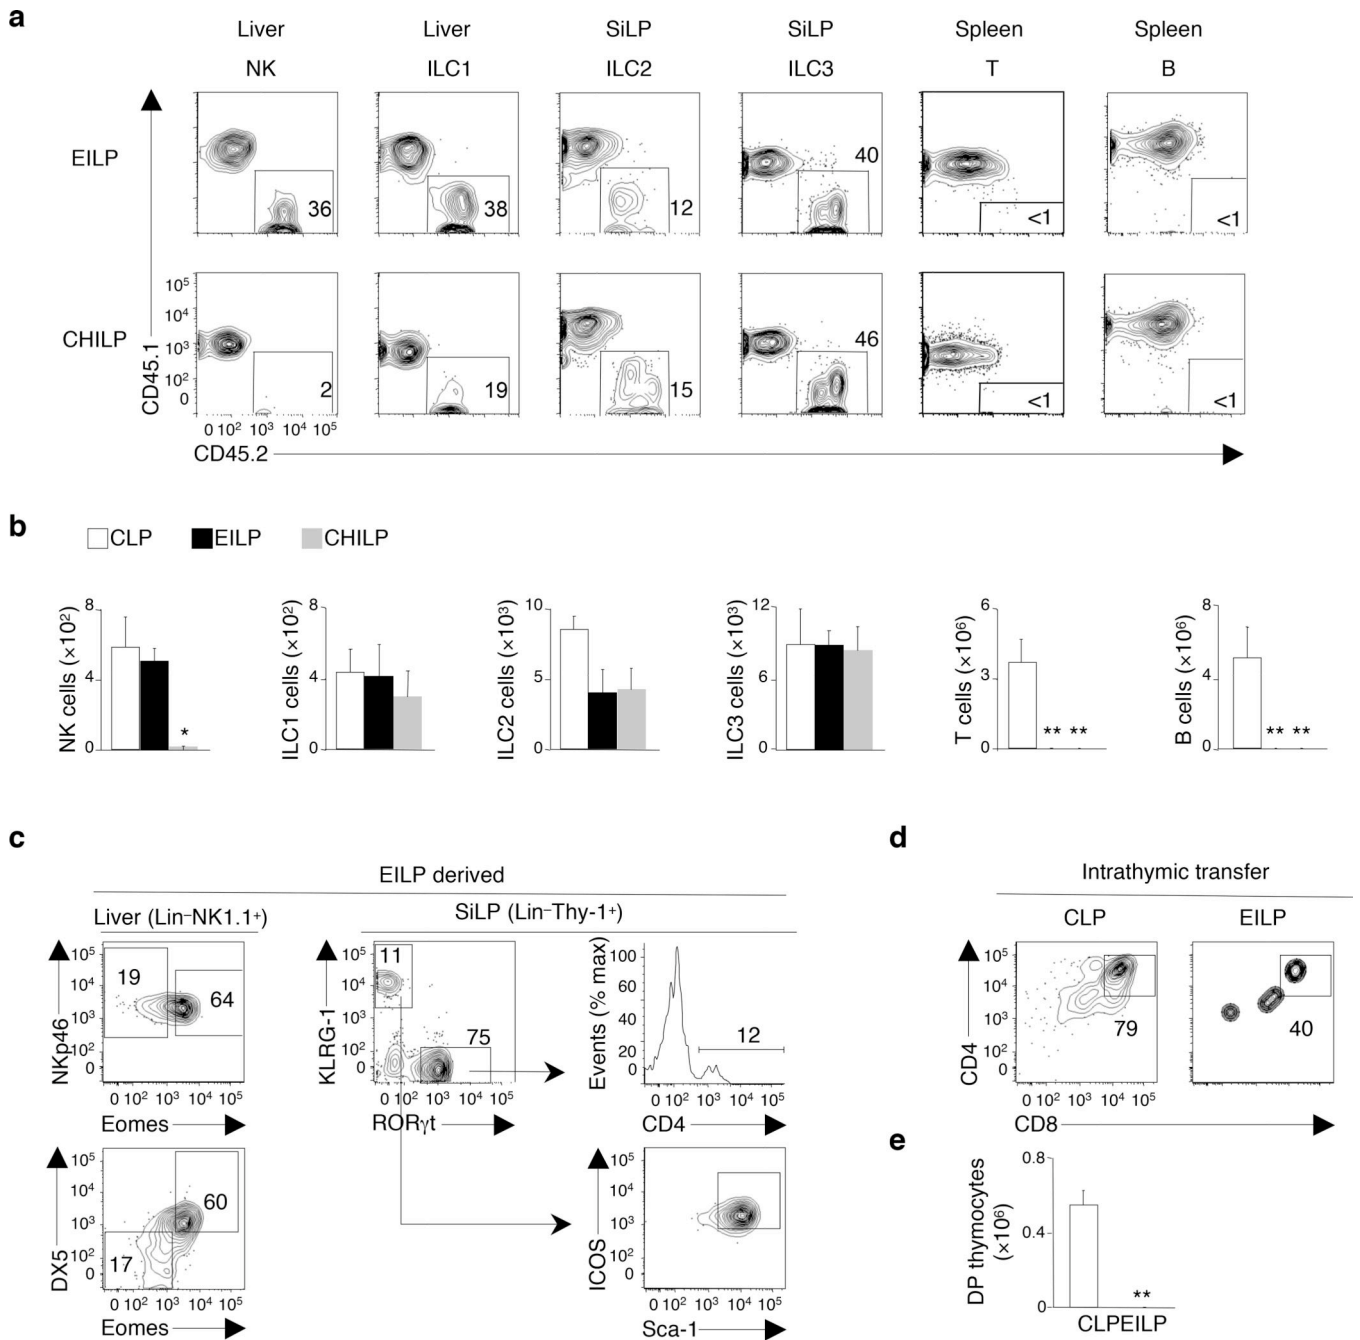 a
Liver Liver SiLP SiLP Spleen Spleen
NK ILC1 ILC2 ILC3 T B
EILP
36 38 12 40 <1 <1
CHILP
CD45.1
10⁵
10⁴
10³
10²
0
2 19 15 46 <1 <1
0 10² 10³ 10⁴ 10⁵
CD45.2
b
CLP EILP CHILP
NK cells (×10²)
8
4
0
*
ILC1 cells (×10²)
8
4
0
ILC2 cells (×10³)
10
5
0
ILC3 cells (×10³)
12
6
0
T cells (×10⁶)
6
3
0
** **
B cells (×10⁶)
8
4
0
** **
c
EILP derived
Liver (Lin⁻NK1.1⁺) SiLP (Lin⁻Thy-1⁺)
NKp46
10⁵
10⁴
10³
10²
0
19 64
0 10² 10³ 10⁴ 10⁵
Eomes
KLRG-1
10⁵
10⁴
10³
10²
0
11
75
0 10² 10³ 10⁴ 10⁵
RORγt
Events (% max)
100
80
60
40
20
0
12
0 10² 10³ 10⁴ 10⁵
CD4
DX5
10⁵
10⁴
10³
10²
0
60
17
0 10² 10³ 10⁴ 10⁵
Eomes
ICOS
10⁵
10⁴
10³
10²
0
0 10² 10³ 10⁴ 10⁵
Sca-1
d
Intrathymic transfer
CLP EILP
CD4
10⁵
10⁴
10³
10²
0
79 40
0 10² 10³ 10⁴ 10⁵
CD8
e
DP thymocytes
(×10⁶)
0.8
0.4
0
**
CLPEILP